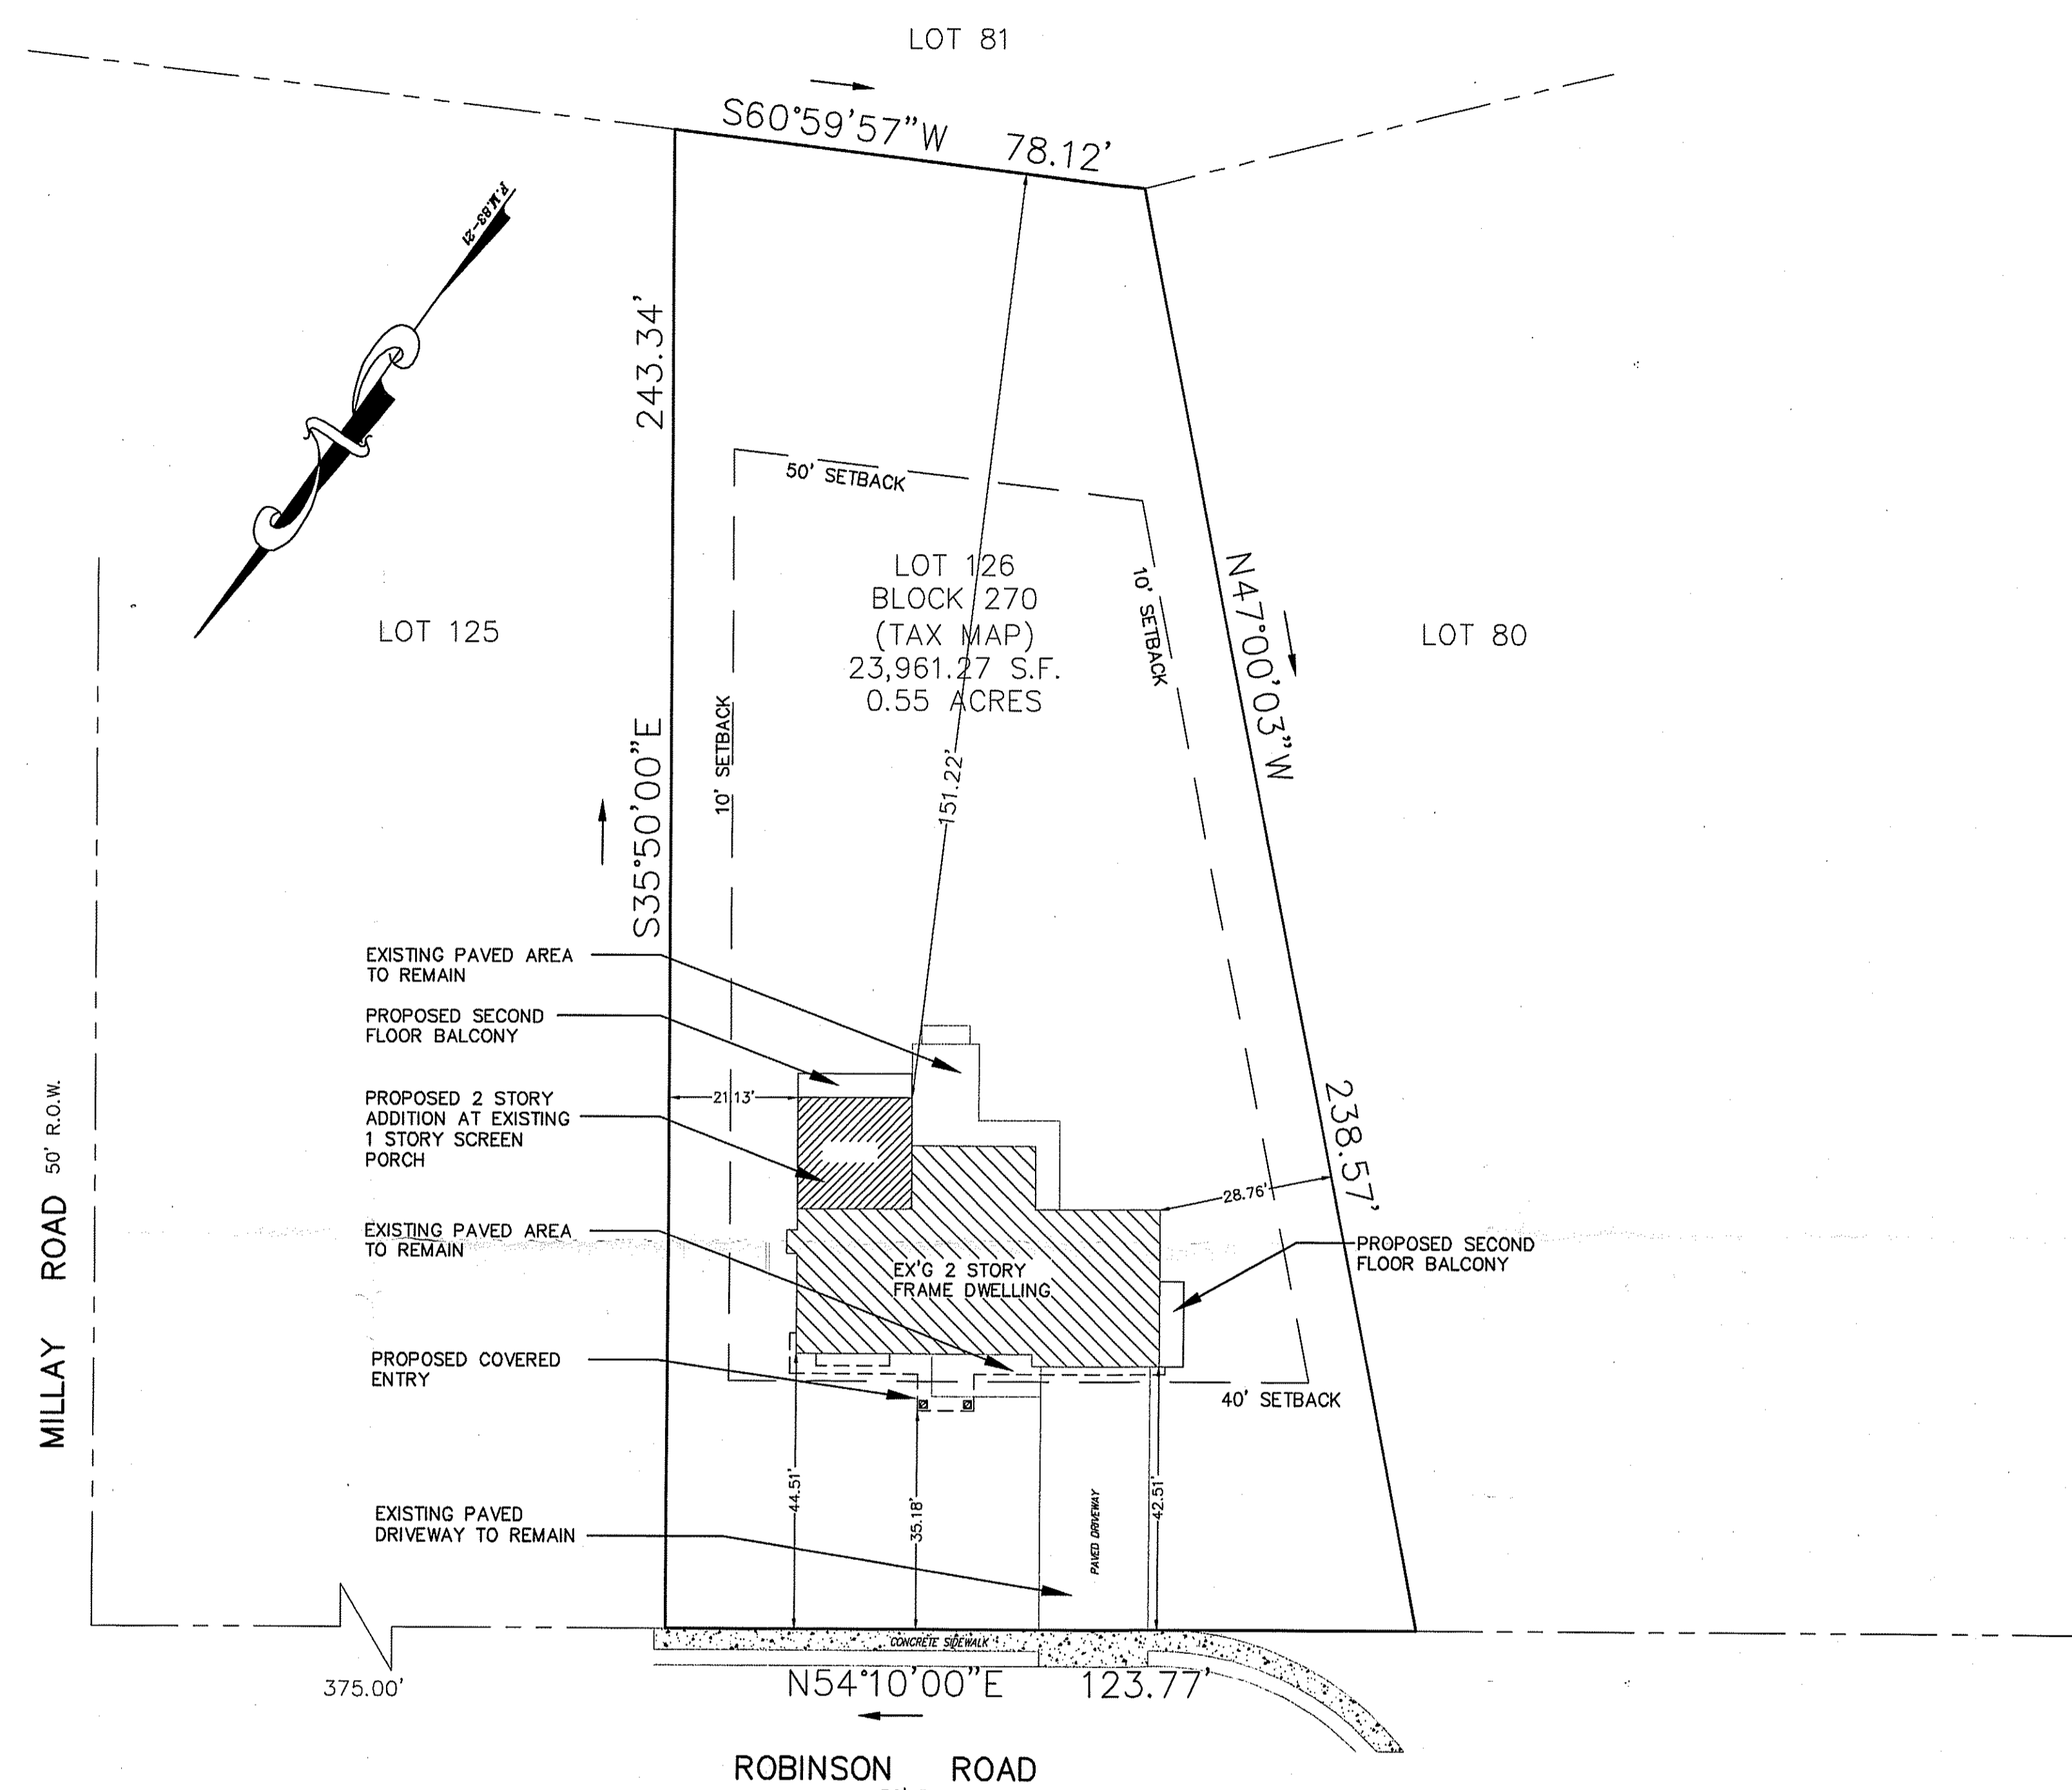 LOT 81
S60°59'57"W 78.12'
F.M.83-21
243.34'
50' SETBACK
LOT 126
BLOCK 270
(TAX MAP)
23,961.27 S.F.
0.55 ACRES
10' SETBACK
N47°00'03"W
LOT 125
LOT 80
10' SETBACK
S35°50'00"E
151.22'
EXISTING PAVED AREA
TO REMAIN
PROPOSED SECOND
FLOOR BALCONY
21.13'
PROPOSED 2 STORY
ADDITION AT EXISTING
1 STORY SCREEN
PORCH
238.57'
28.76'
EXISTING PAVED AREA
TO REMAIN
PROPOSED SECOND
FLOOR BALCONY
EX'G 2 STORY
FRAME DWELLING
MILLAY ROAD 50' R.O.W.
PROPOSED COVERED
ENTRY
40' SETBACK
44.51'
35.18'
PAVED DRIVEWAY
42.51'
EXISTING PAVED
DRIVEWAY TO REMAIN
CONCRETE SIDEWALK
375.00'
N54°10'00"E 123.77'
ROBINSON ROAD